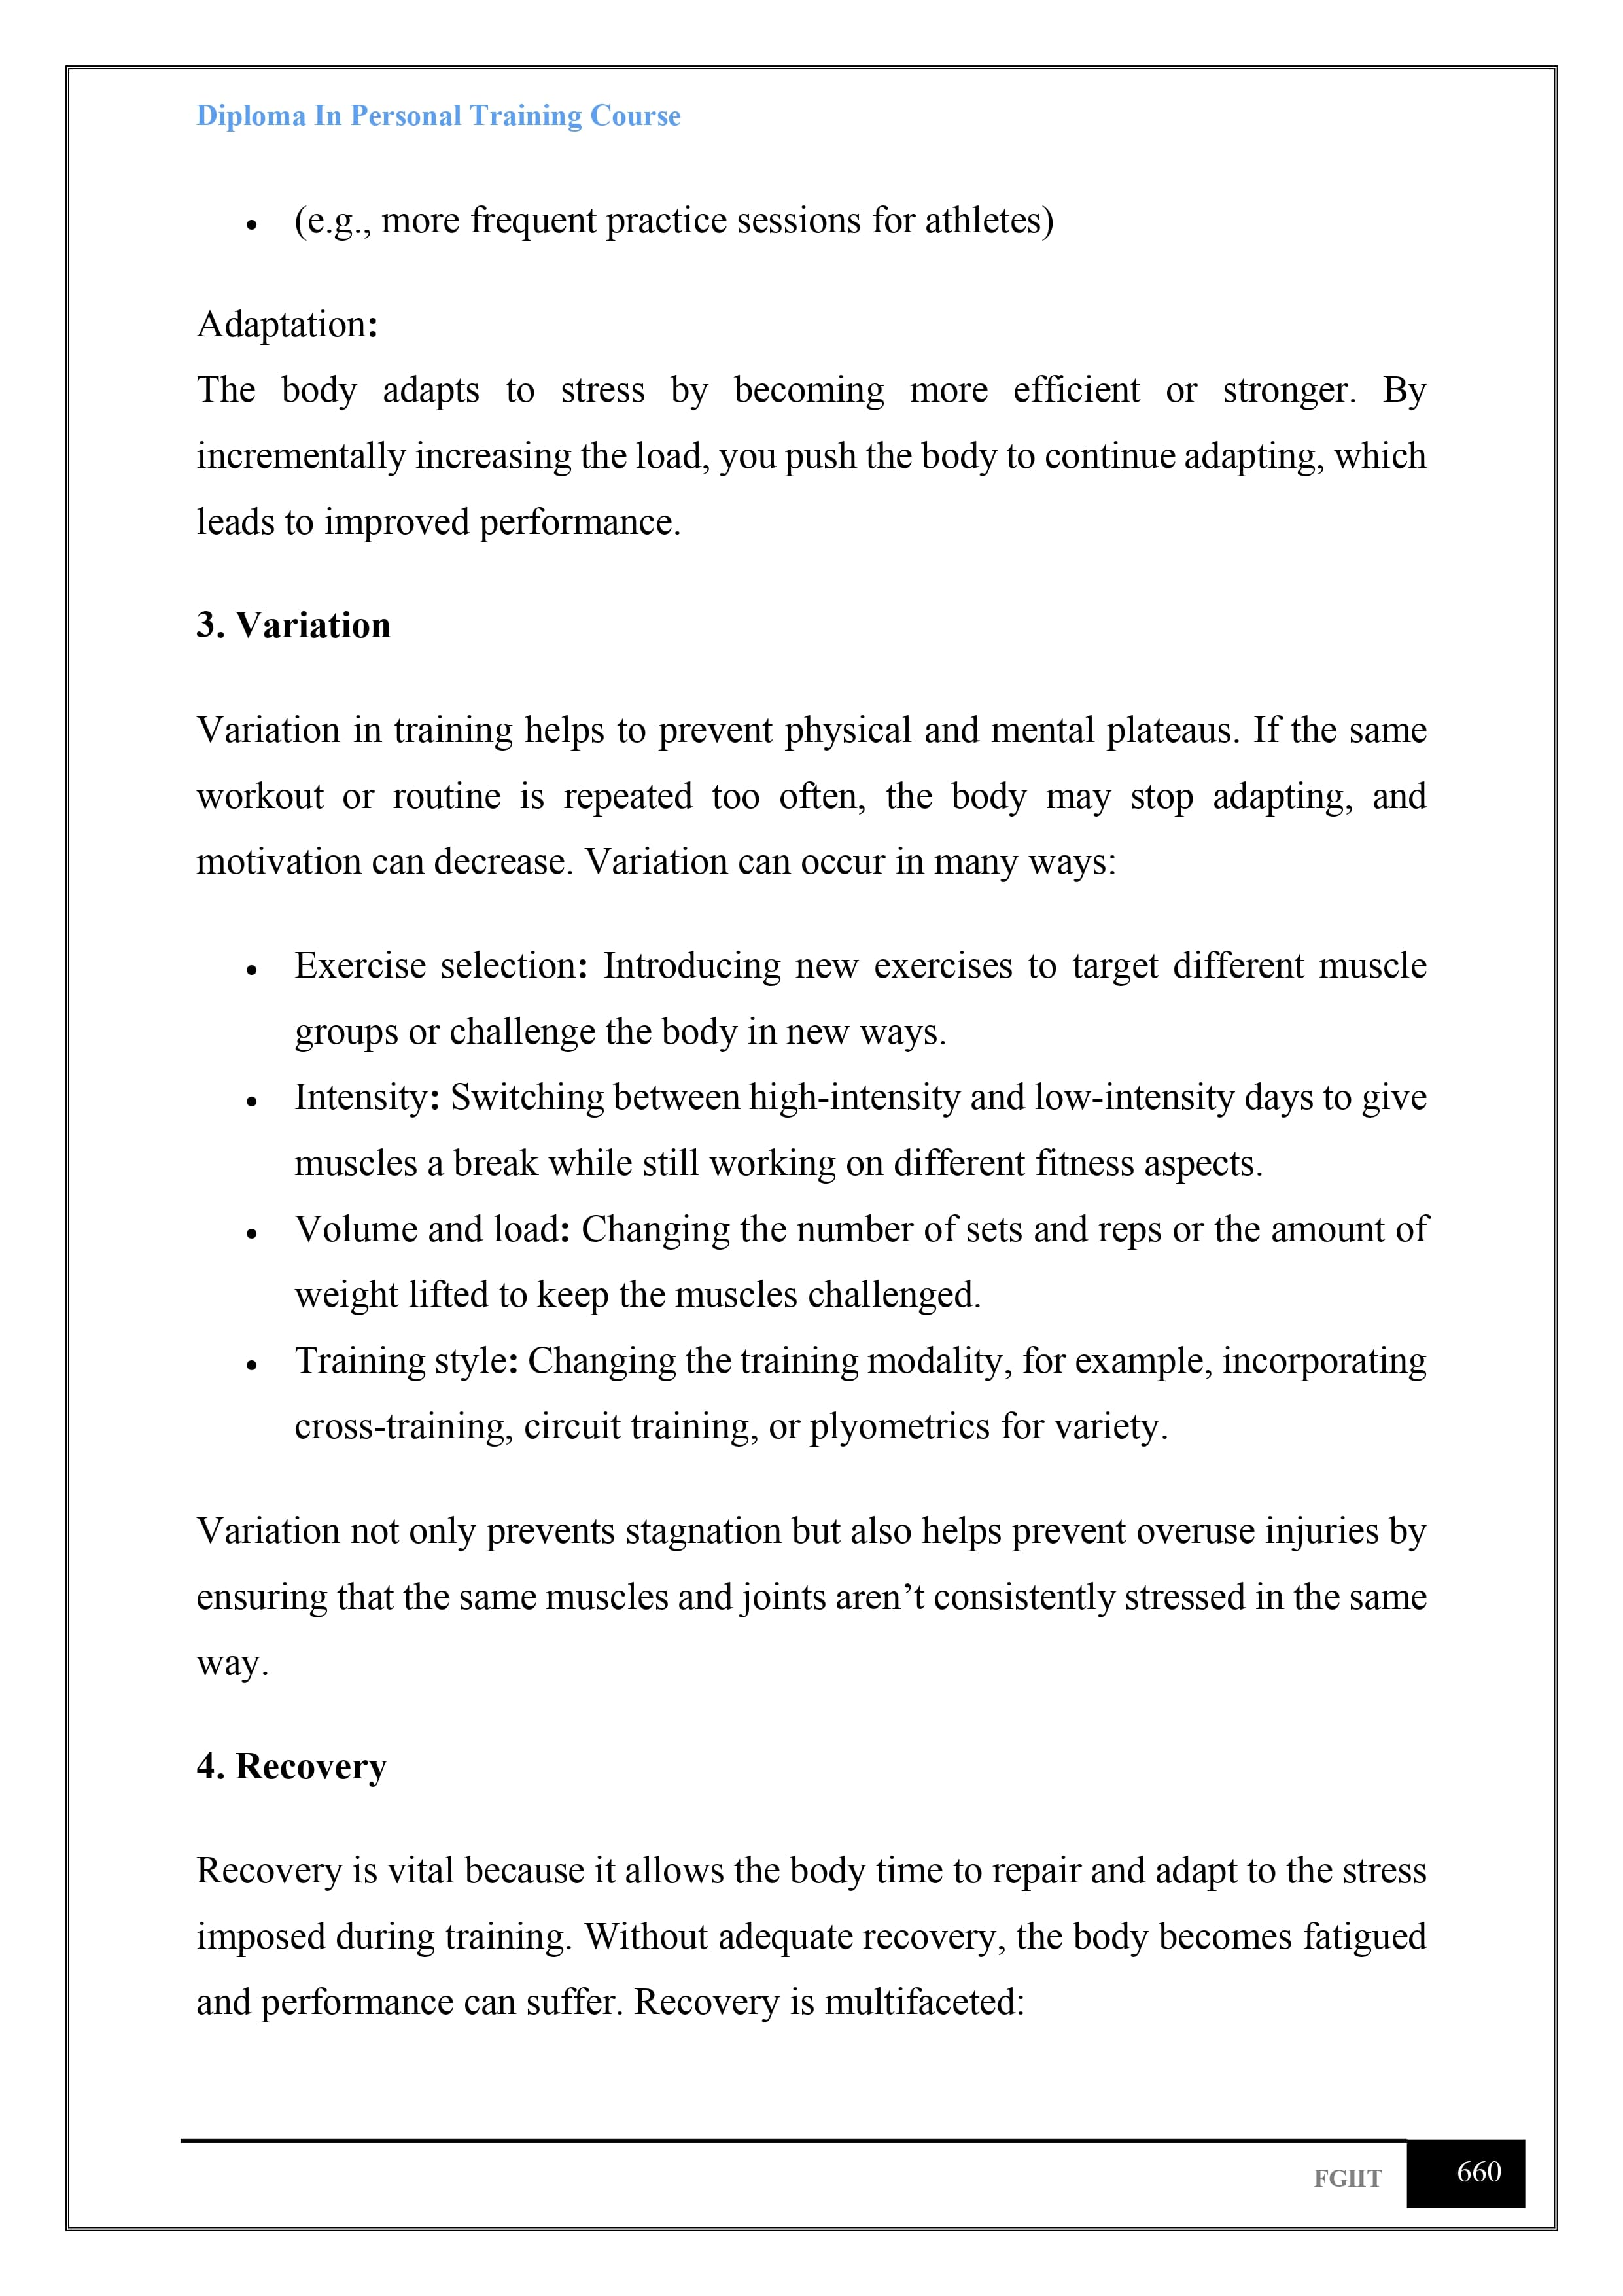 Diploma In Personal Training Course
• (e.g., more frequent practice sessions for athletes)
Adaptation:
The body adapts to stress by becoming more efficient or stronger. By
incrementally increasing the load, you push the body to continue adapting, which
leads to improved performance.
3. Variation
Variation in training helps to prevent physical and mental plateaus. If the same
workout or routine is repeated too often, the body may stop adapting, and
motivation can decrease. Variation can occur in many ways:
• Exercise selection: Introducing new exercises to target different muscle
groups or challenge the body in new ways.
• Intensity: Switching between high-intensity and low-intensity days to give
muscles a break while still working on different fitness aspects.
• Volume and load: Changing the number of sets and reps or the amount of
weight lifted to keep the muscles challenged.
• Training style: Changing the training modality, for example, incorporating
cross-training, circuit training, or plyometrics for variety.
Variation not only prevents stagnation but also helps prevent overuse injuries by
ensuring that the same muscles and joints aren’t consistently stressed in the same
way.
4. Recovery
Recovery is vital because it allows the body time to repair and adapt to the stress
imposed during training. Without adequate recovery, the body becomes fatigued
and performance can suffer. Recovery is multifaceted:
FGIIT 660